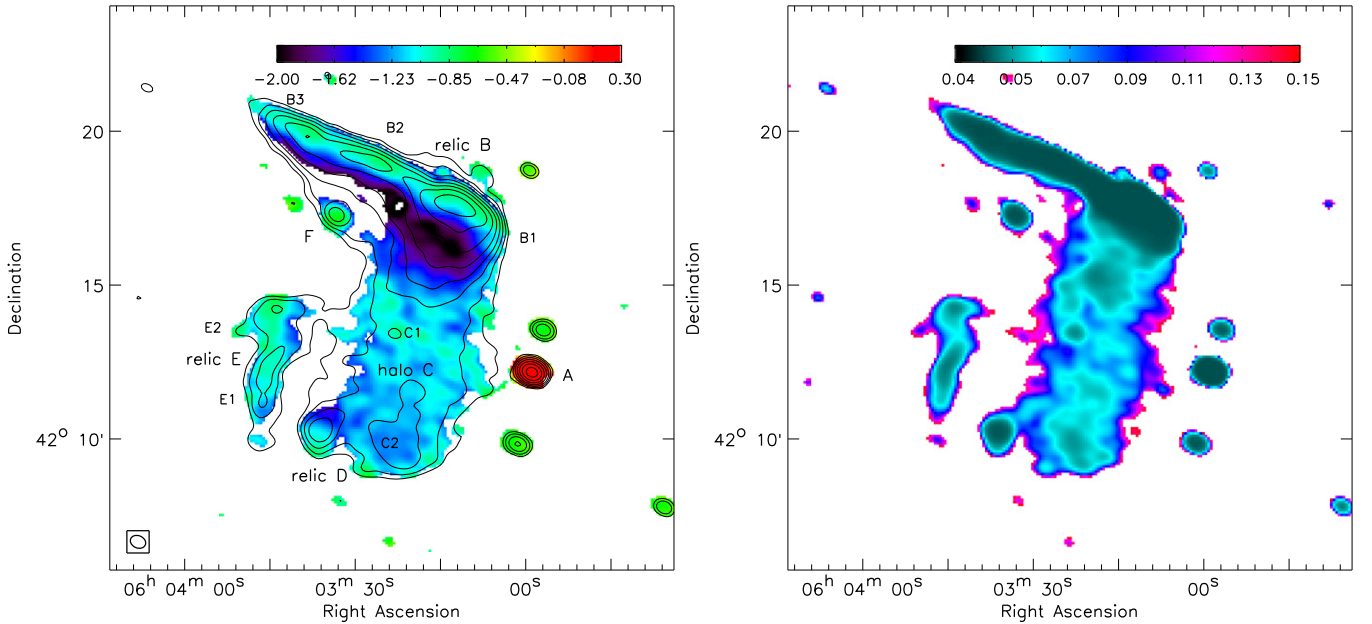 −2.00 −1.62 −1.23 −0.85 −0.47 −0.08 0.30
B3
B2
relic B
B1
F
E2
relic E
E1
C1
halo C
C2
A
relic D
20
15
42° 10'
Declination
06ʰ 04ᵐ 00ˢ 03ᵐ 30ˢ 00ˢ
Right Ascension
0.04 0.05 0.07 0.09 0.11 0.13 0.15
20
15
42° 10'
Declination
06ʰ 04ᵐ 00ˢ 03ᵐ 30ˢ 00ˢ
Right Ascension